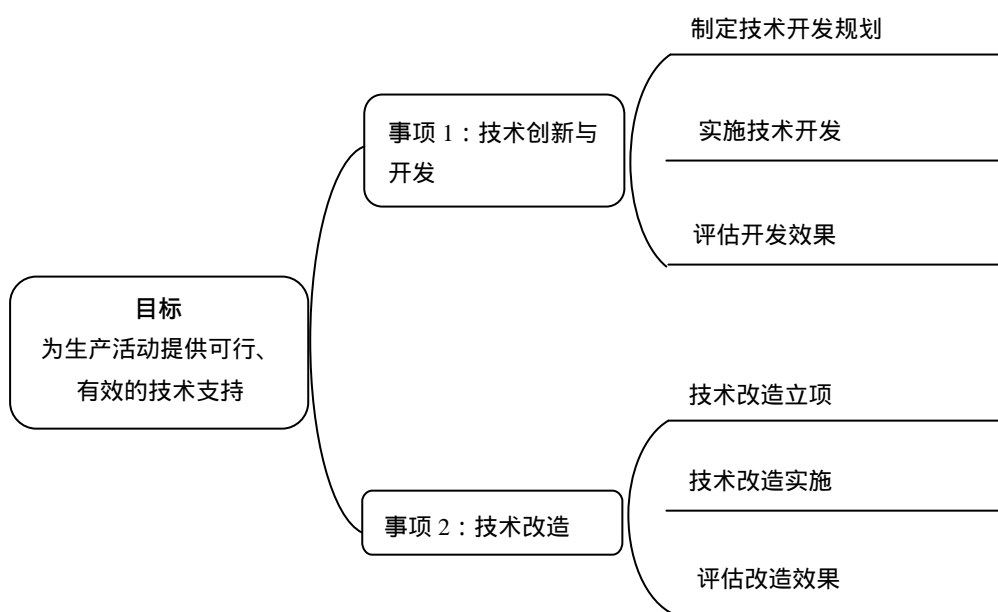 制定技术开发规划
事项 1：技术创新与
开发
实施技术开发
评估开发效果
目标
为生产活动提供可行、
有效的技术支持
技术改造立项
技术改造实施
事项 2：技术改造
评估改造效果